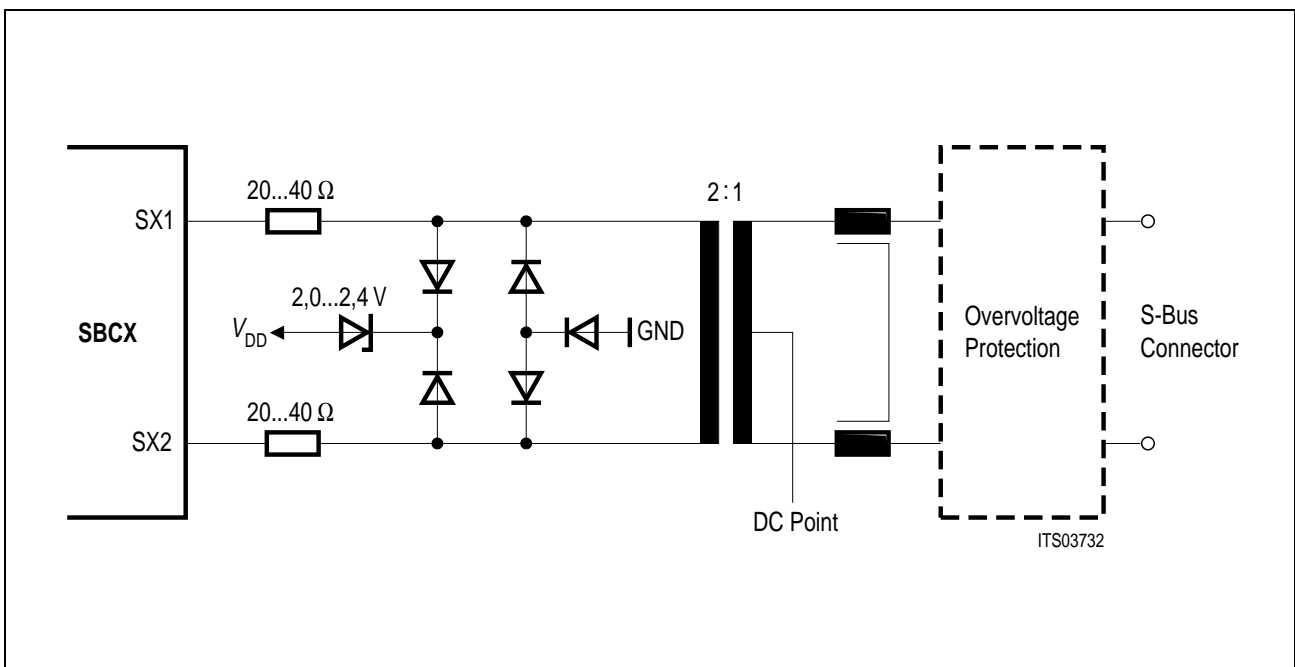 20...40 Ω
2 : 1
SX1
2,0...2,4 V
SBCX
V_DD
GND
Overvoltage
Protection
S-Bus
Connector
20...40 Ω
SX2
DC Point
ITS03732